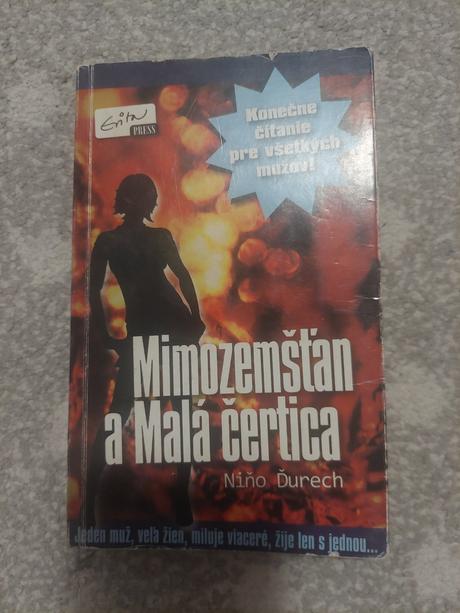 Evita
PRESS
Konečne
čítanie
pre všetkých
mužov!
Mimozemšťan
a Malá čertica
Niňo Ďurech
Jeden muž, veľa žien, miluje viaceré, žije len s jednou...